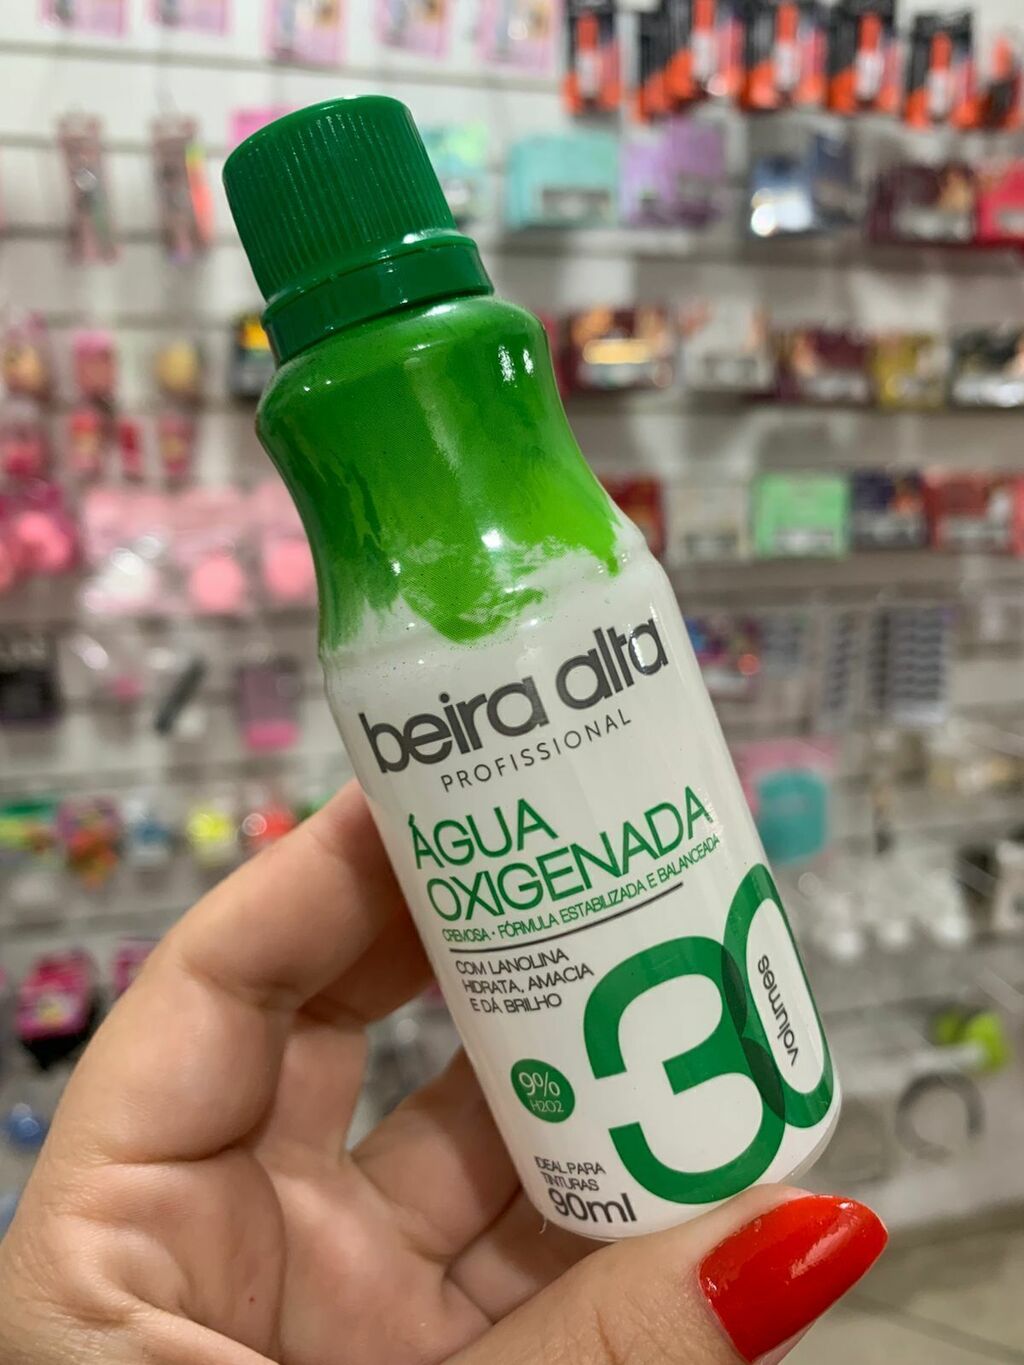 beira alta
PROFISSIONAL
ÁGUA
OXIGENADA
CREMOSA • FÓRMULA ESTABILIZADA E BALANCEADA
COM LANOLINA
HIDRATA, AMACIA
E DÁ BRILHO
30
volumes
9%
H2O2
IDEAL PARA
TINTURAS
90ml